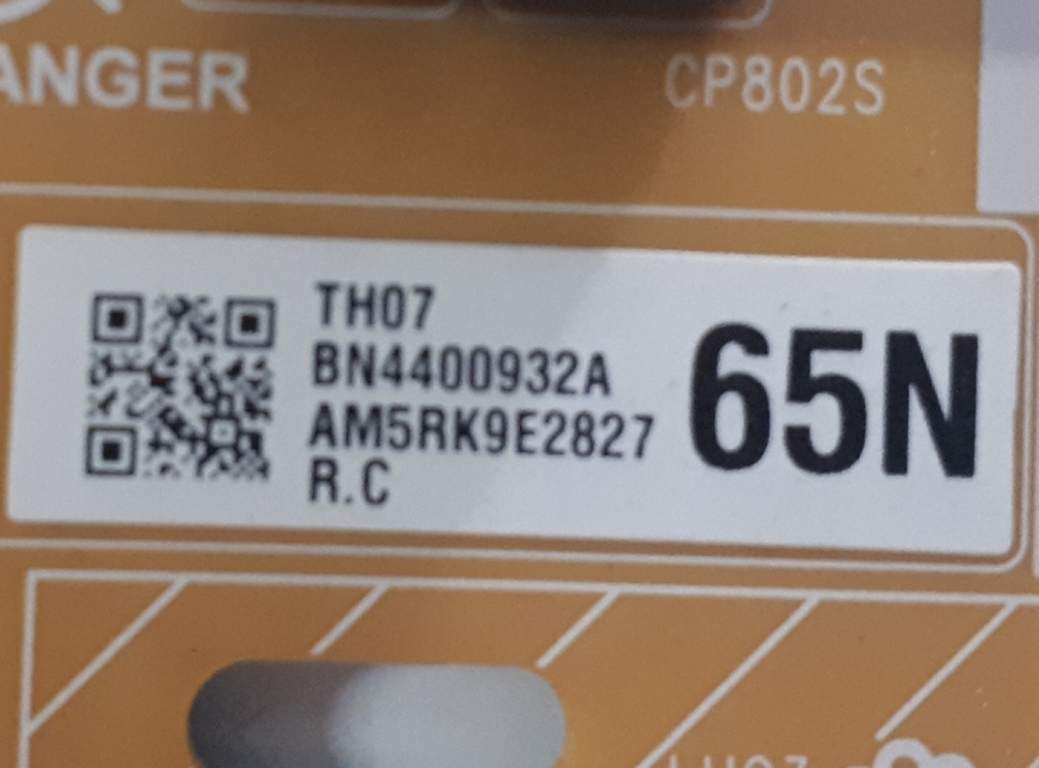 ANGER
CP802S
TH07
BN4400932A
AM5RK9E2827
R.C
65N